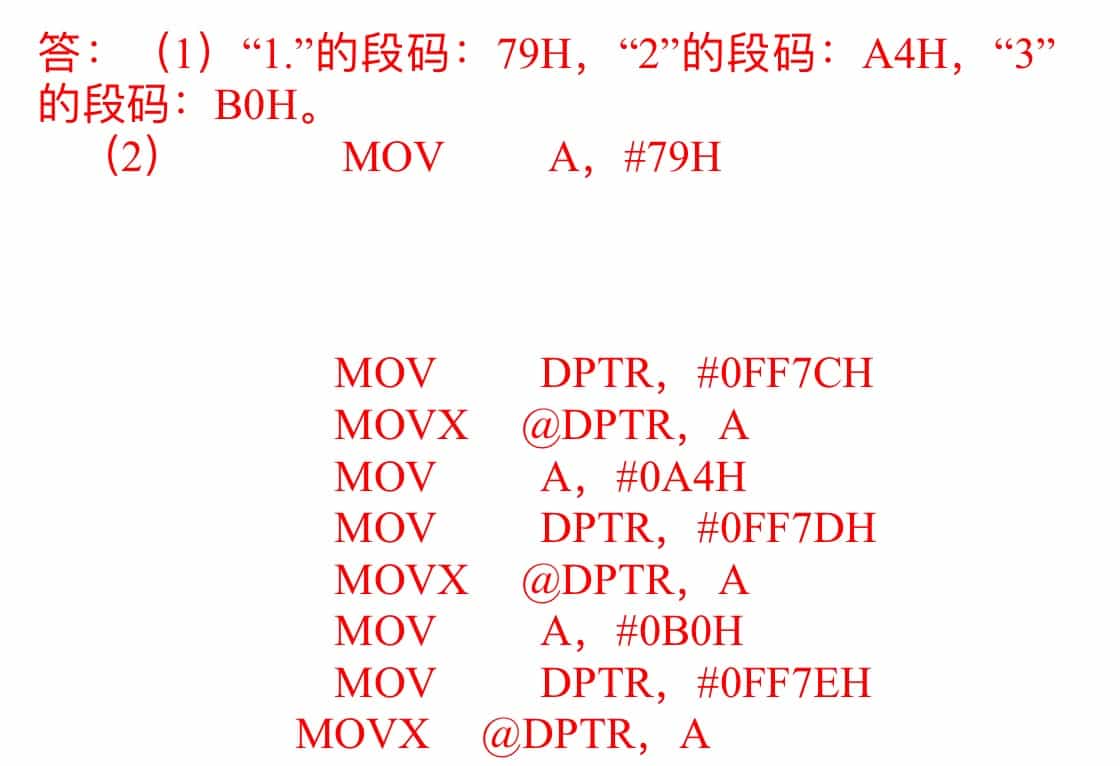 答：（1）“1.”的段码：79H，“2”的段码：A4H，“3”
的段码：B0H。
（2） MOV A，#79H
MOV DPTR，#0FF7CH
MOVX @DPTR，A
MOV A，#0A4H
MOV DPTR，#0FF7DH
MOVX @DPTR，A
MOV A，#0B0H
MOV DPTR，#0FF7EH
MOVX @DPTR，A